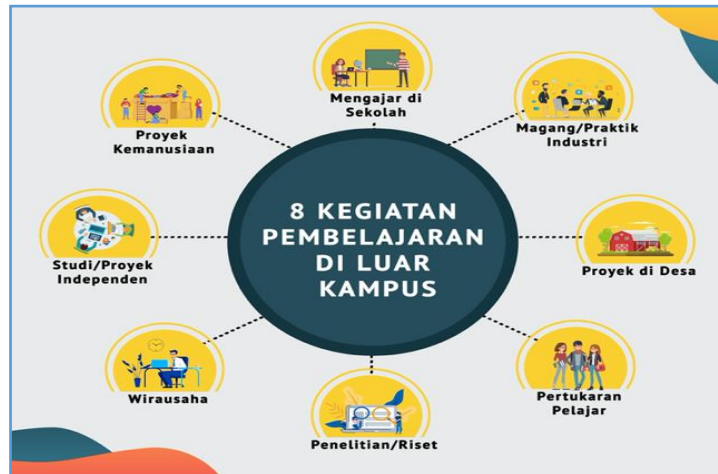 Mengajar di
Sekolah
Proyek
Kemanusiaan
Magang/Praktik
Industri
8 KEGIATAN
PEMBELAJARAN
DI LUAR
KAMPUS
Studi/Proyek
Independen
Proyek di Desa
Wirausaha
Pertukaran
Pelajar
Penelitian/Riset